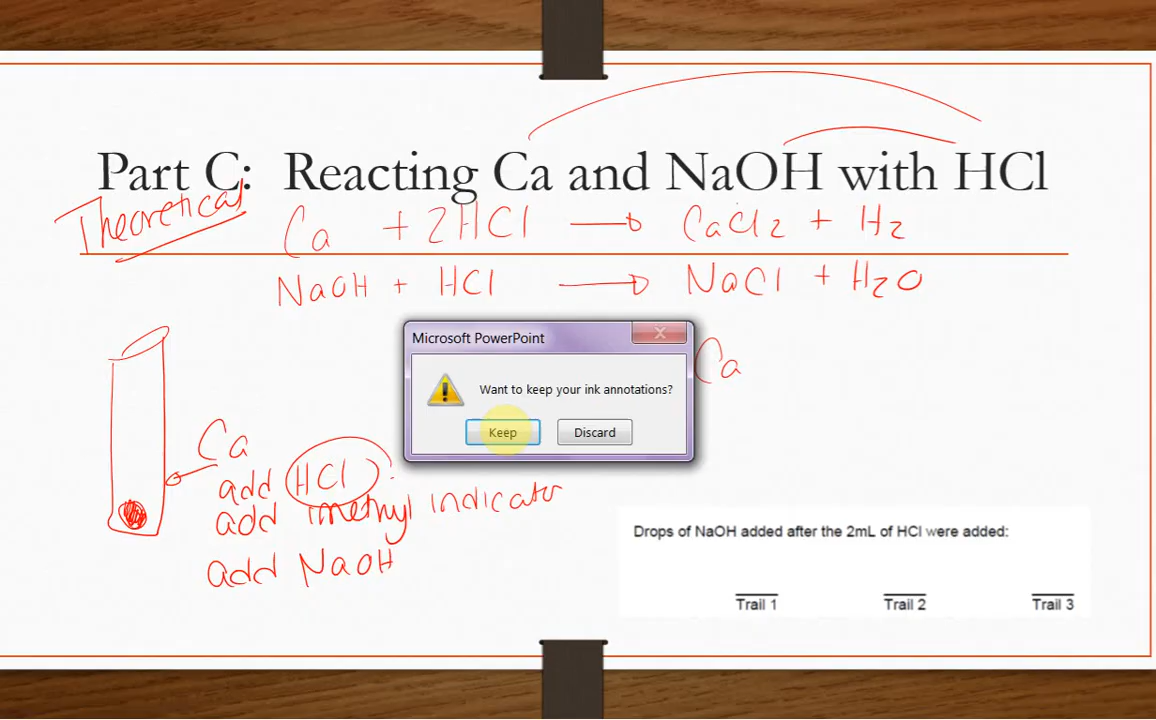 Part C: Reacting Ca and NaOH with HCl
Theoretical
Ca + 2HCl → CaCl2 + H2
NaOH + HCl → NaCl + H2O
Microsoft PowerPoint
Want to keep your ink annotations?
Keep Discard
Ca
Ca
add HCl
add methyl indicator
add NaOH
Drops of NaOH added after the 2mL of HCl were added:
Trail 1 Trail 2 Trail 3